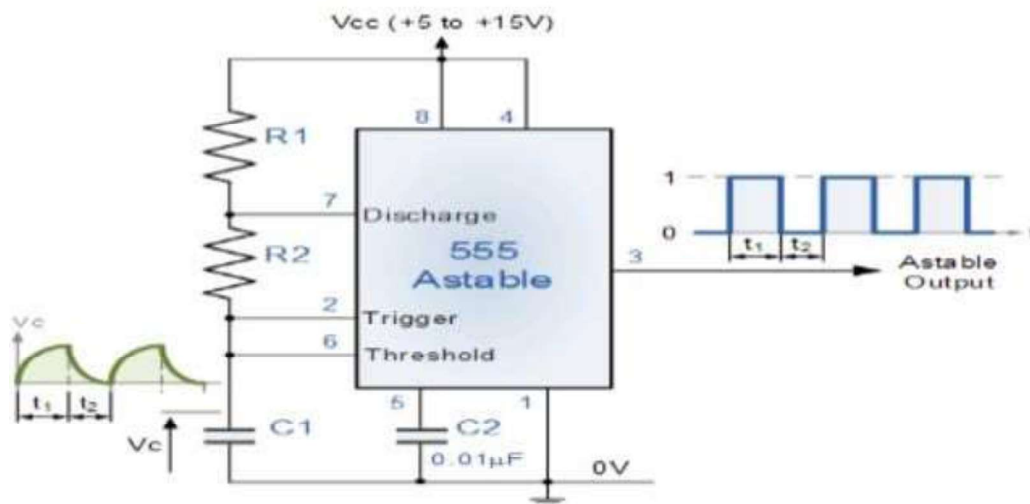 Vcc (+5 to +15V)
8 4
R1
7
Discharge
R2
555
Astable
3
1
0
t₁ t₂
Astable
Output
2
Trigger
6
Threshold
Vc
t₁ t₂
Vc
C1
5
C2
0.01µF
1
0V